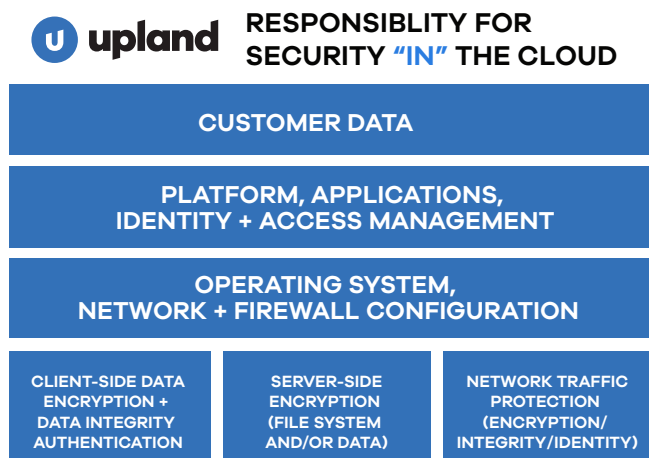 upland
RESPONSIBLITY FOR
SECURITY “IN” THE CLOUD
CUSTOMER DATA
PLATFORM, APPLICATIONS,
IDENTITY + ACCESS MANAGEMENT
OPERATING SYSTEM,
NETWORK + FIREWALL CONFIGURATION
CLIENT-SIDE DATA
ENCRYPTION +
DATA INTEGRITY
AUTHENTICATION
SERVER-SIDE
ENCRYPTION
(FILE SYSTEM
AND/OR DATA)
NETWORK TRAFFIC
PROTECTION
(ENCRYPTION/
INTEGRITY/IDENTITY)